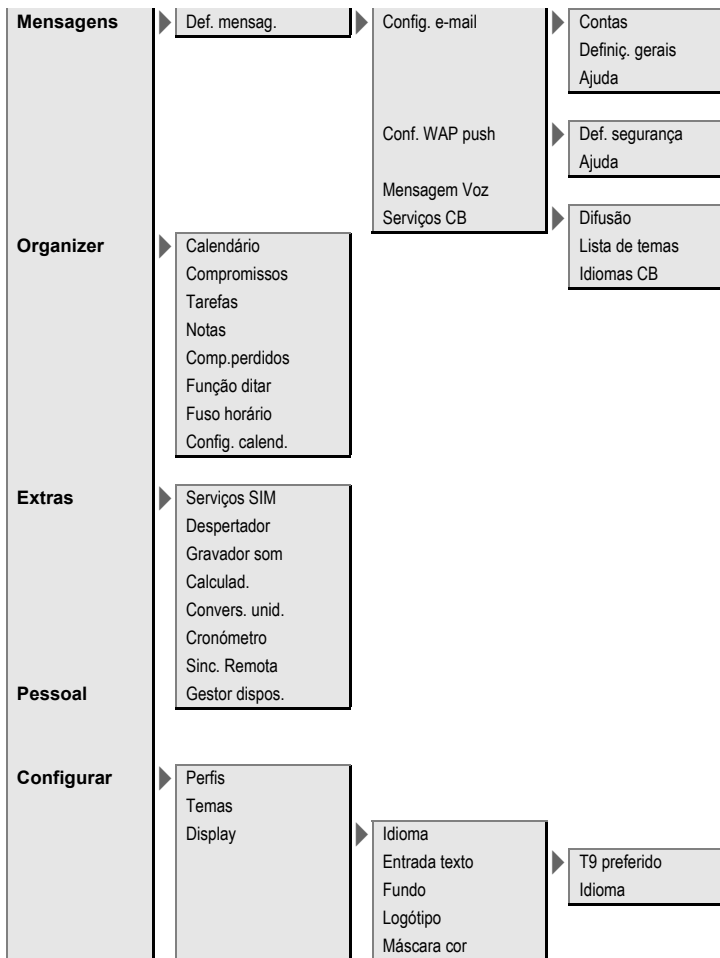 Mensagens Def. mensag. Config. e-mail Contas
Definiç. gerais
Ajuda
Conf. WAP push Def. segurança
Ajuda
Mensagem Voz
Serviços CB Difusão
Organizer Calendário Lista de temas
Compromissos Idiomas CB
Tarefas
Notas
Comp.perdidos
Função ditar
Fuso horário
Config. calend.
Extras Serviços SIM
Despertador
Gravador som
Calculad.
Convers. unid.
Cronómetro
Sinc. Remota
Pessoal Gestor dispos.
Configurar Perfis
Temas
Display Idioma
Entrada texto T9 preferido
Fundo Idioma
Logótipo
Máscara cor